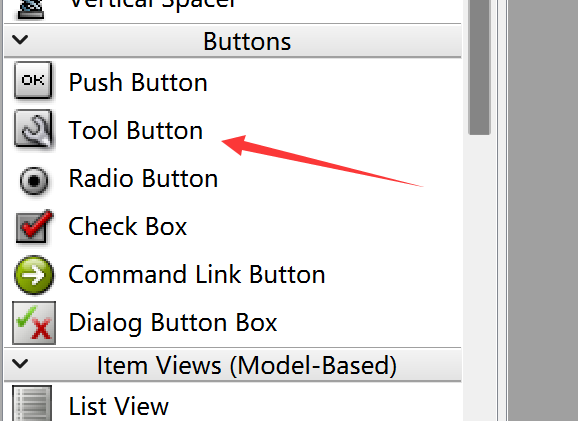 Vertical Spacer
Buttons
OK
Push Button
Tool Button
Radio Button
Check Box
Command Link Button
Dialog Button Box
Item Views (Model-Based)
List View